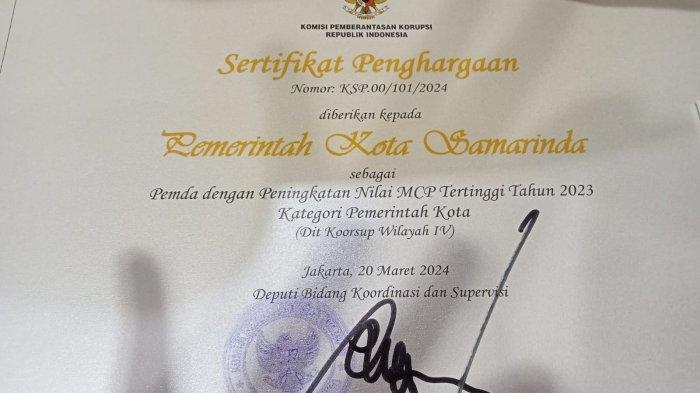 KOMISI PEMBERANTASAN KORUPSI
REPUBLIK INDONESIA
Sertifikat Penghargaan
Nomor: KSP.00/101/2024
diberikan kepada
Pemerintah Kota Samarinda
sebagai
Pemda dengan Peningkatan Nilai MCP Tertinggi Tahun 2023
Kategori Pemerintah Kota
(Dit Koorsup Wilayah IV)
Jakarta, 20 Maret 2024
Deputi Bidang Koordinasi dan Supervisi